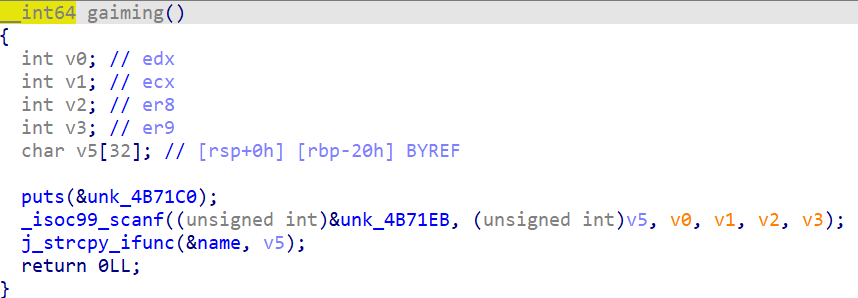 __int64 gaiming()
{
  int v0; // edx
  int v1; // ecx
  int v2; // er8
  int v3; // er9
  char v5[32]; // [rsp+0h] [rbp-20h] BYREF
  puts(&unk_4B71C0);
  _isoc99_scanf((unsigned int)&unk_4B71EB, (unsigned int)v5, v0, v1, v2, v3);
  j_strcpy_ifunc(&name, v5);
  return 0LL;
}